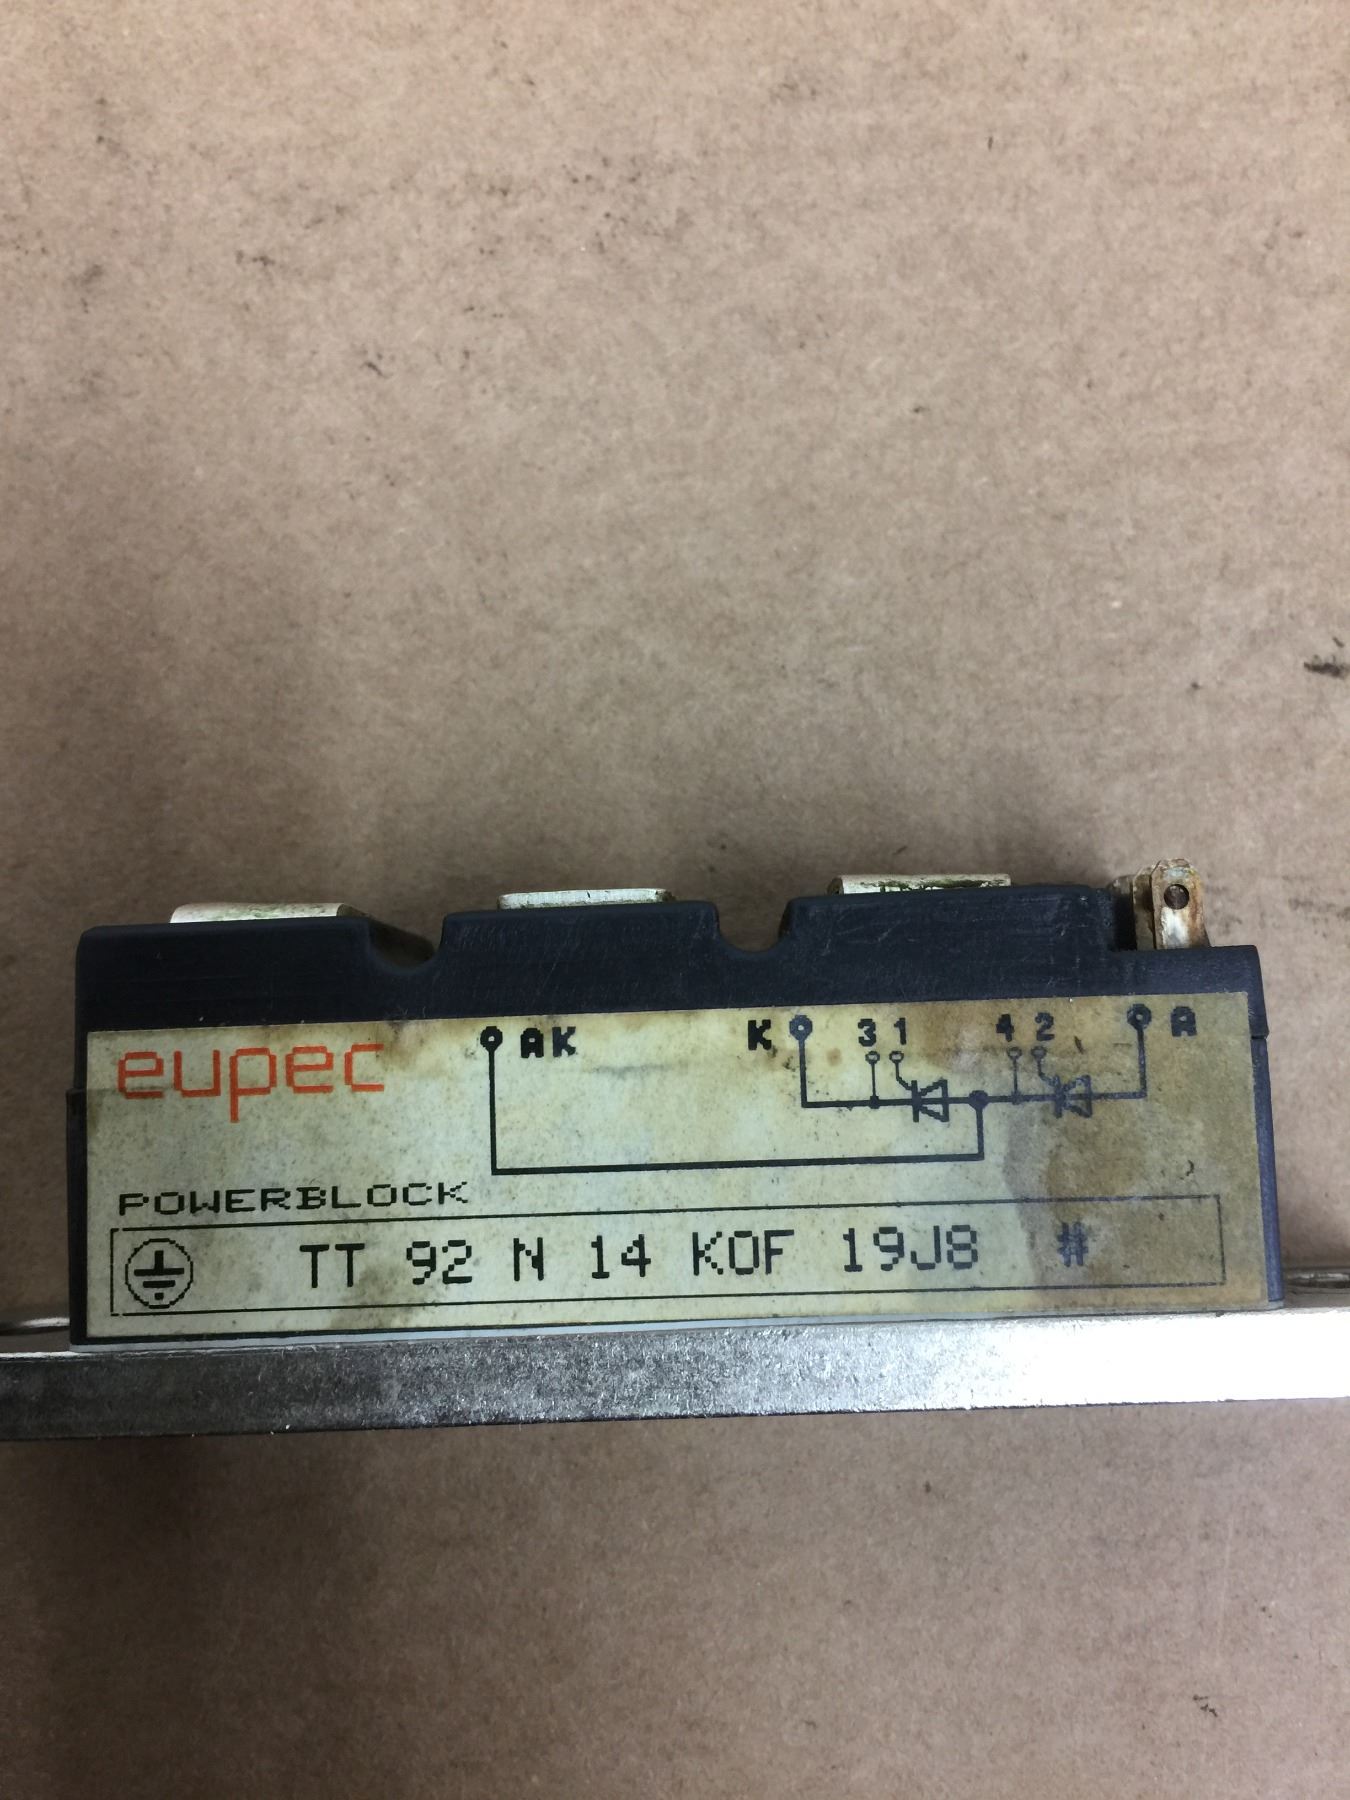 eupec
AK K 3 1 4 2 A
POWERBLOCK
TT 92 N 14 KOF 19J8 #